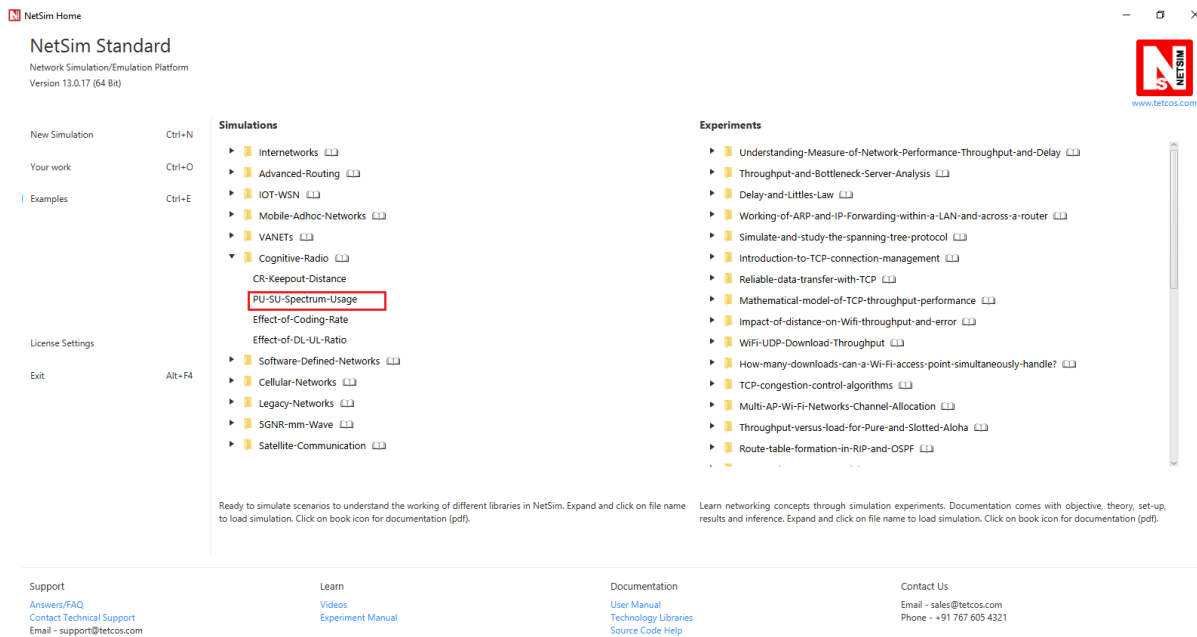 NetSim Home
NetSim Standard
Network Simulation/Emulation Platform
Version 13.0.17 (64 Bit)
NETSIM
www.tetcos.com
New Simulation Ctrl+N
Your work Ctrl+O
Examples Ctrl+E
License Settings
Exit Alt+F4
Simulations
Internetworks
Advanced-Routing
IOT-WSN
Mobile-Adhoc-Networks
VANETs
Cognitive-Radio
CR-Keepout-Distance
PU-SU-Spectrum-Usage
Effect-of-Coding-Rate
Effect-of-DL-UL-Ratio
Software-Defined-Networks
Cellular-Networks
Legacy-Networks
5GNR-mm-Wave
Satellite-Communication
Ready to simulate scenarios to understand the working of different libraries in NetSim. Expand and click on file name
to load simulation. Click on book icon for documentation (pdf).
Experiments
Understanding-Measure-of-Network-Performance-Throughput-and-Delay
Throughput-and-Bottleneck-Server-Analysis
Delay-and-Littles-Law
Working-of-ARP-and-IP-Forwarding-within-a-LAN-and-across-a-router
Simulate-and-study-the-spanning-tree-protocol
Introduction-to-TCP-connection-management
Reliable-data-transfer-with-TCP
Mathematical-model-of-TCP-throughput-performance
Impact-of-distance-on-Wifi-throughput-and-error
WiFi-UDP-Download-Throughput
How-many-downloads-can-a-Wi-Fi-access-point-simultaneously-handle?
TCP-congestion-control-algorithms
Multi-AP-Wi-Fi-Networks-Channel-Allocation
Throughput-versus-load-for-Pure-and-Slotted-Aloha
Route-table-formation-in-RIP-and-OSPF
Learn networking concepts through simulation experiments. Documentation comes with objective, theory, set-up,
results and inference. Expand and click on file name to load simulation. Click on book icon for documentation (pdf).
Support
Answers/FAQ
Contact Technical Support
Email - support@tetcos.com
Learn
Videos
Experiment Manual
Documentation
User Manual
Technology Libraries
Source Code Help
Contact Us
Email - sales@tetcos.com
Phone - +91 767 605 4321